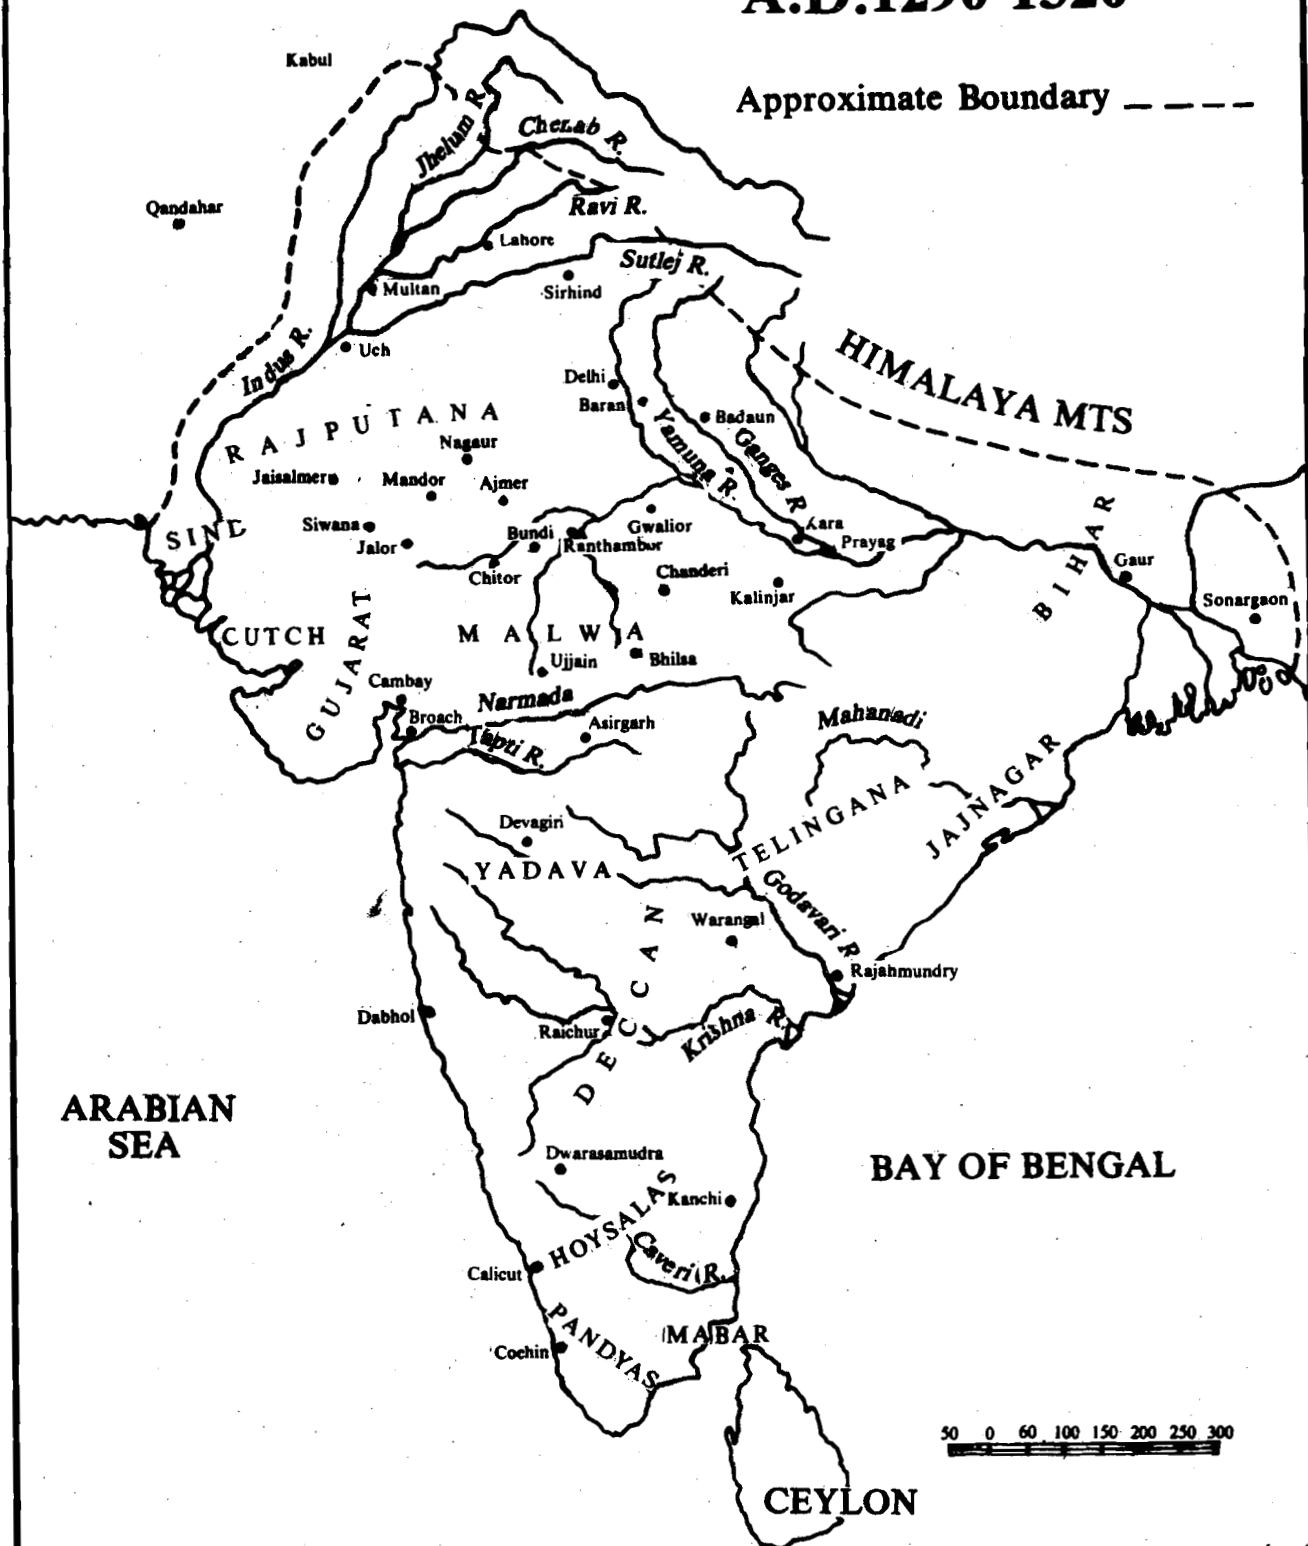 A.D.1290-1320
Approximate Boundary
Kabul
Jhelum R.
Chenab R.
Qandahar
Ravi R.
Lahore
Sutlej R.
Multan
Sirhind
Indus R.
Uch
HIMALAYA MTS
Delhi
Baran
Badaun
RAJPUTANA
Yamuna R.
Ganges R
Nagaur
Jaisalmer
Mandor
Ajmer
SIND
Siwana
Jalor
Bundi
Ranthambur
Gwalior
Kara
Prayag
BIHAR
Gaur
Chitor
Chanderi
Kalinjar
Sonargaon
CUTCH
GUJARAT
MALWA
Ujjain
Bhilsa
Cambay
Narmada
Broach
Tapti R.
Asirgarh
Mahanadi
JAJNAGAR
TELINGANA
Devagiri
YADAVA
Godavari R
Warangal
DECCAN
Rajahmundry
Dabhol
Raichur
Krishna R.
ARABIAN
SEA
BAY OF BENGAL
Dwarasamudra
Kanchi
HOYSALAS
Caveri R.
Calicut
PANDYAS
MABAR
Cochin
50 0 60 100 150 200 250 300
CEYLON